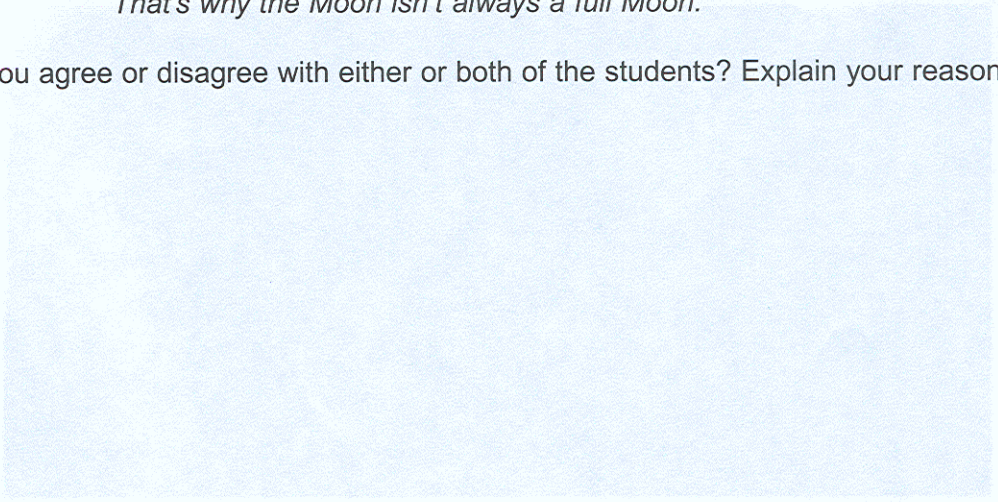 That's why the Moon isn't always a full Moon.
ou agree or disagree with either or both of the students? Explain your reason